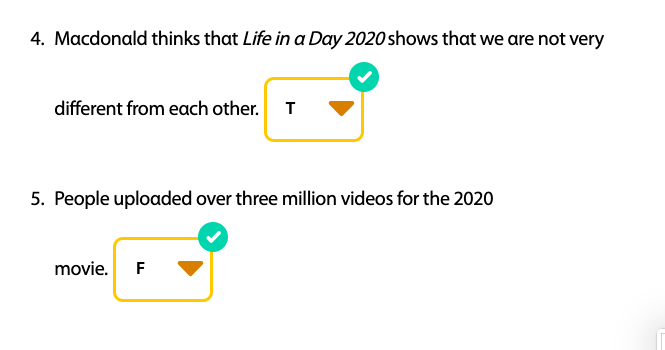 4. Macdonald thinks that Life in a Day 2020 shows that we are not very
different from each other. T
5. People uploaded over three million videos for the 2020
movie. F